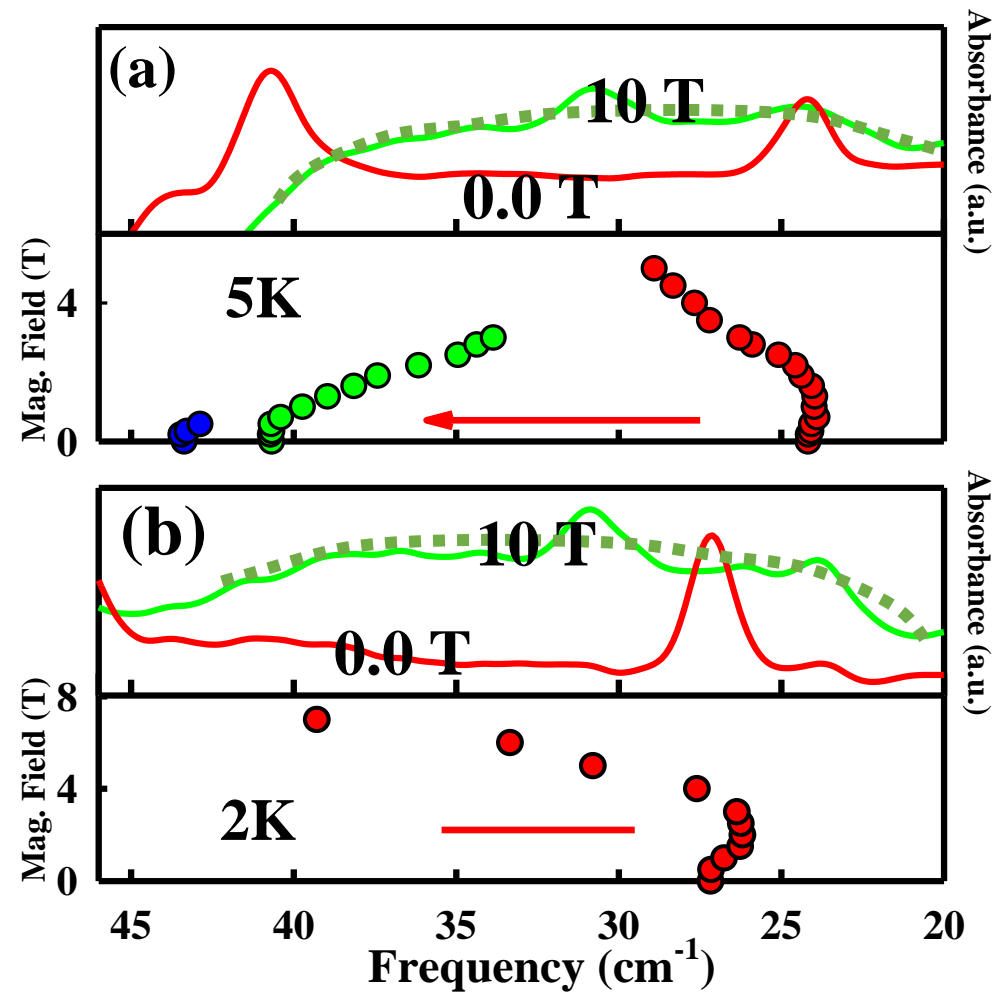 (a)
10 T
0.0 T
Absorbance (a.u.)
5K
Mag. Field (T)
4
0
(b)
10 T
0.0 T
Absorbance (a.u.)
2K
Mag. Field (T)
8
4
0
45 40 35 30 25 20
Frequency (cm⁻¹)